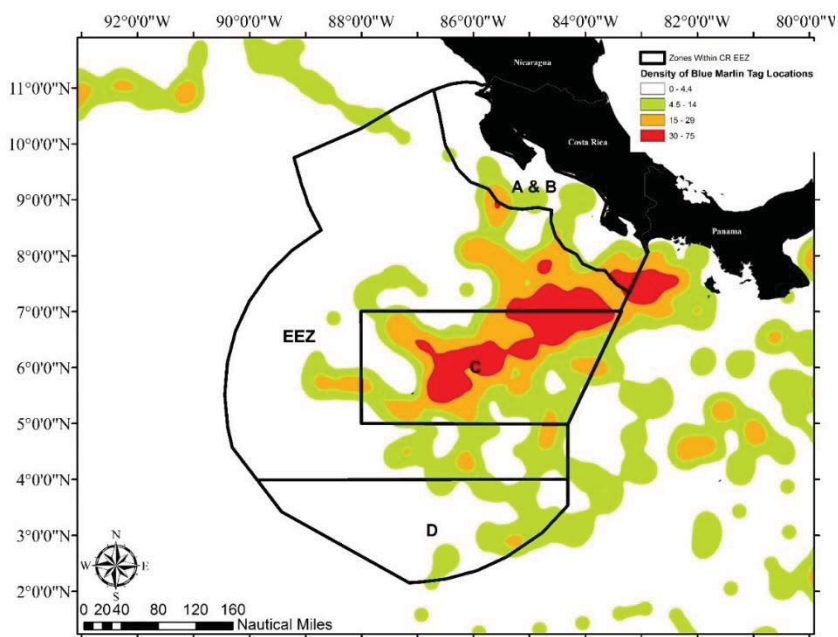 92°0'0"W 90°0'0"W 88°0'0"W 86°0'0"W 84°0'0"W 82°0'0"W 80°0'0"W
Nicaragua
Zones Within CR EEZ
Density of Blue Marlin Tag Locations
0 - 4.4
4.5 - 14
15 - 29
30 - 75
11°0'0"N
Costa Rica
10°0'0"N
A & B
9°0'0"N
Panama
8°0'0"N
7°0'0"N
EEZ
6°0'0"N
C
5°0'0"N
4°0'0"N
3°0'0"N
D
N
W E
S
2°0'0"N
0 20 40 80 120 160
Nautical Miles